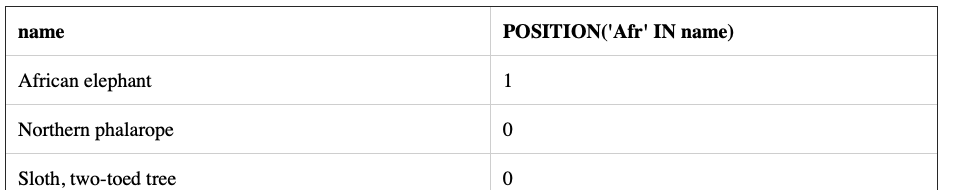 name POSITION('Afr' IN name)
African elephant 1
Northern phalarope 0
Sloth, two-toed tree 0